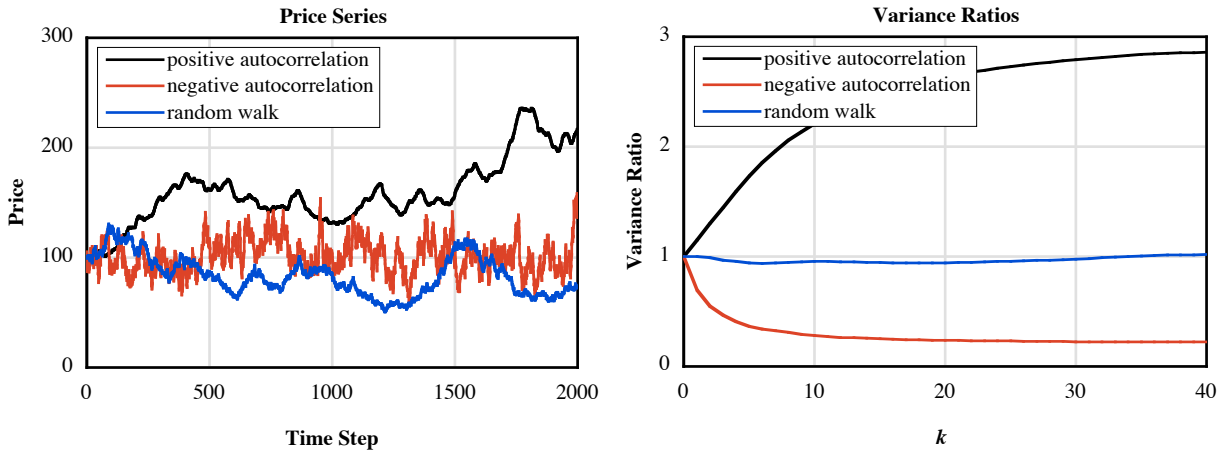 Price Series
300
200
100
0
Price
positive autocorrelation
negative autocorrelation
random walk
0 500 1000 1500 2000
Time Step
Variance Ratios
3
2
1
0
Variance Ratio
positive autocorrelation
negative autocorrelation
random walk
0 10 20 30 40
k